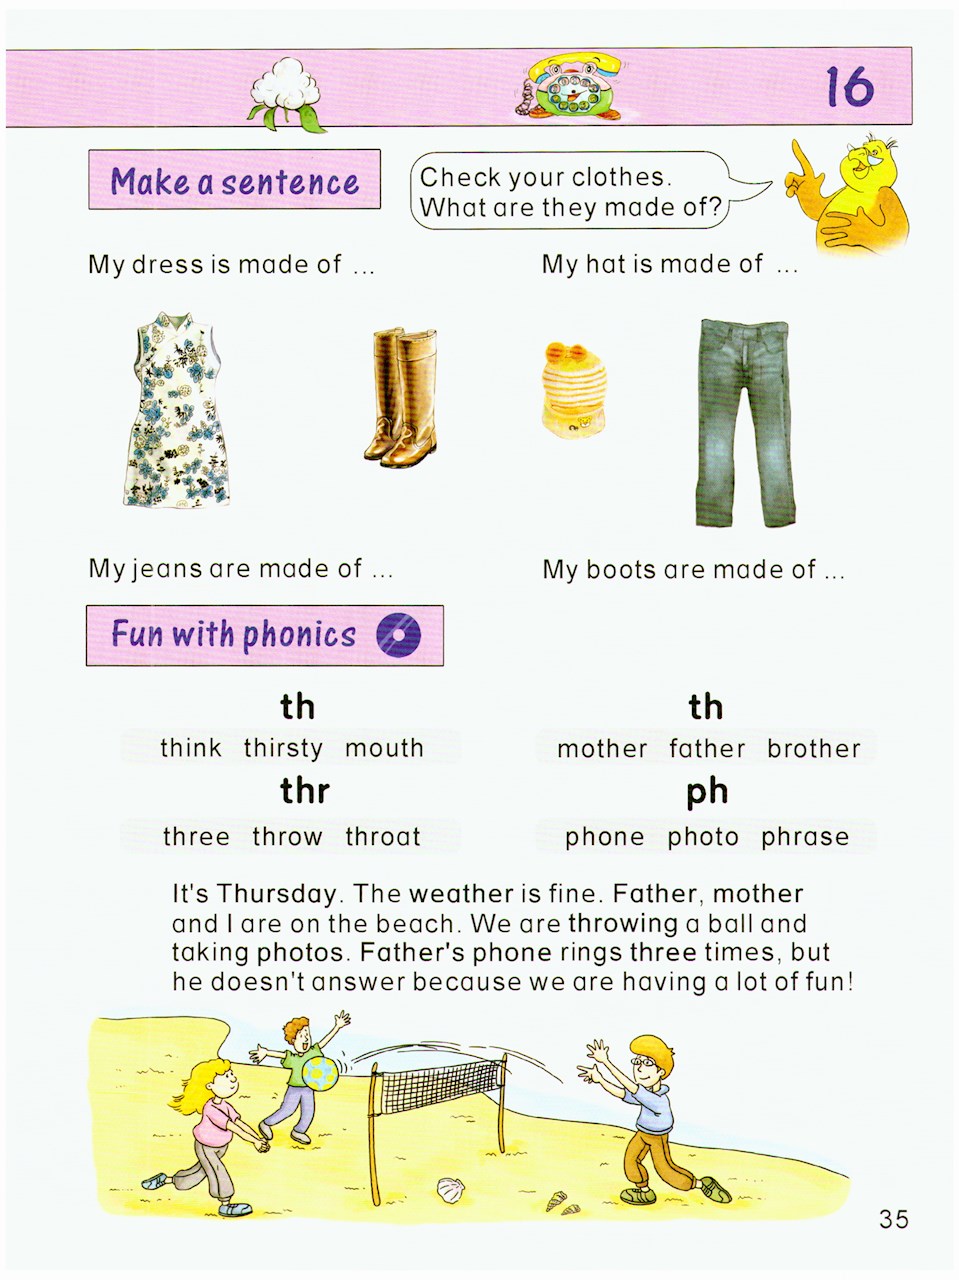 16
Make a sentence
Check your clothes.
What are they made of?
My dress is made of ...
My hat is made of ...
My jeans are made of ...
My boots are made of ...
Fun with phonics
th
think thirsty mouth
th
mother father brother
thr
three throw throat
ph
phone photo phrase
It's Thursday. The weather is fine. Father, mother
and I are on the beach. We are throwing a ball and
taking photos. Father's phone rings three times, but
he doesn't answer because we are having a lot of fun!
35